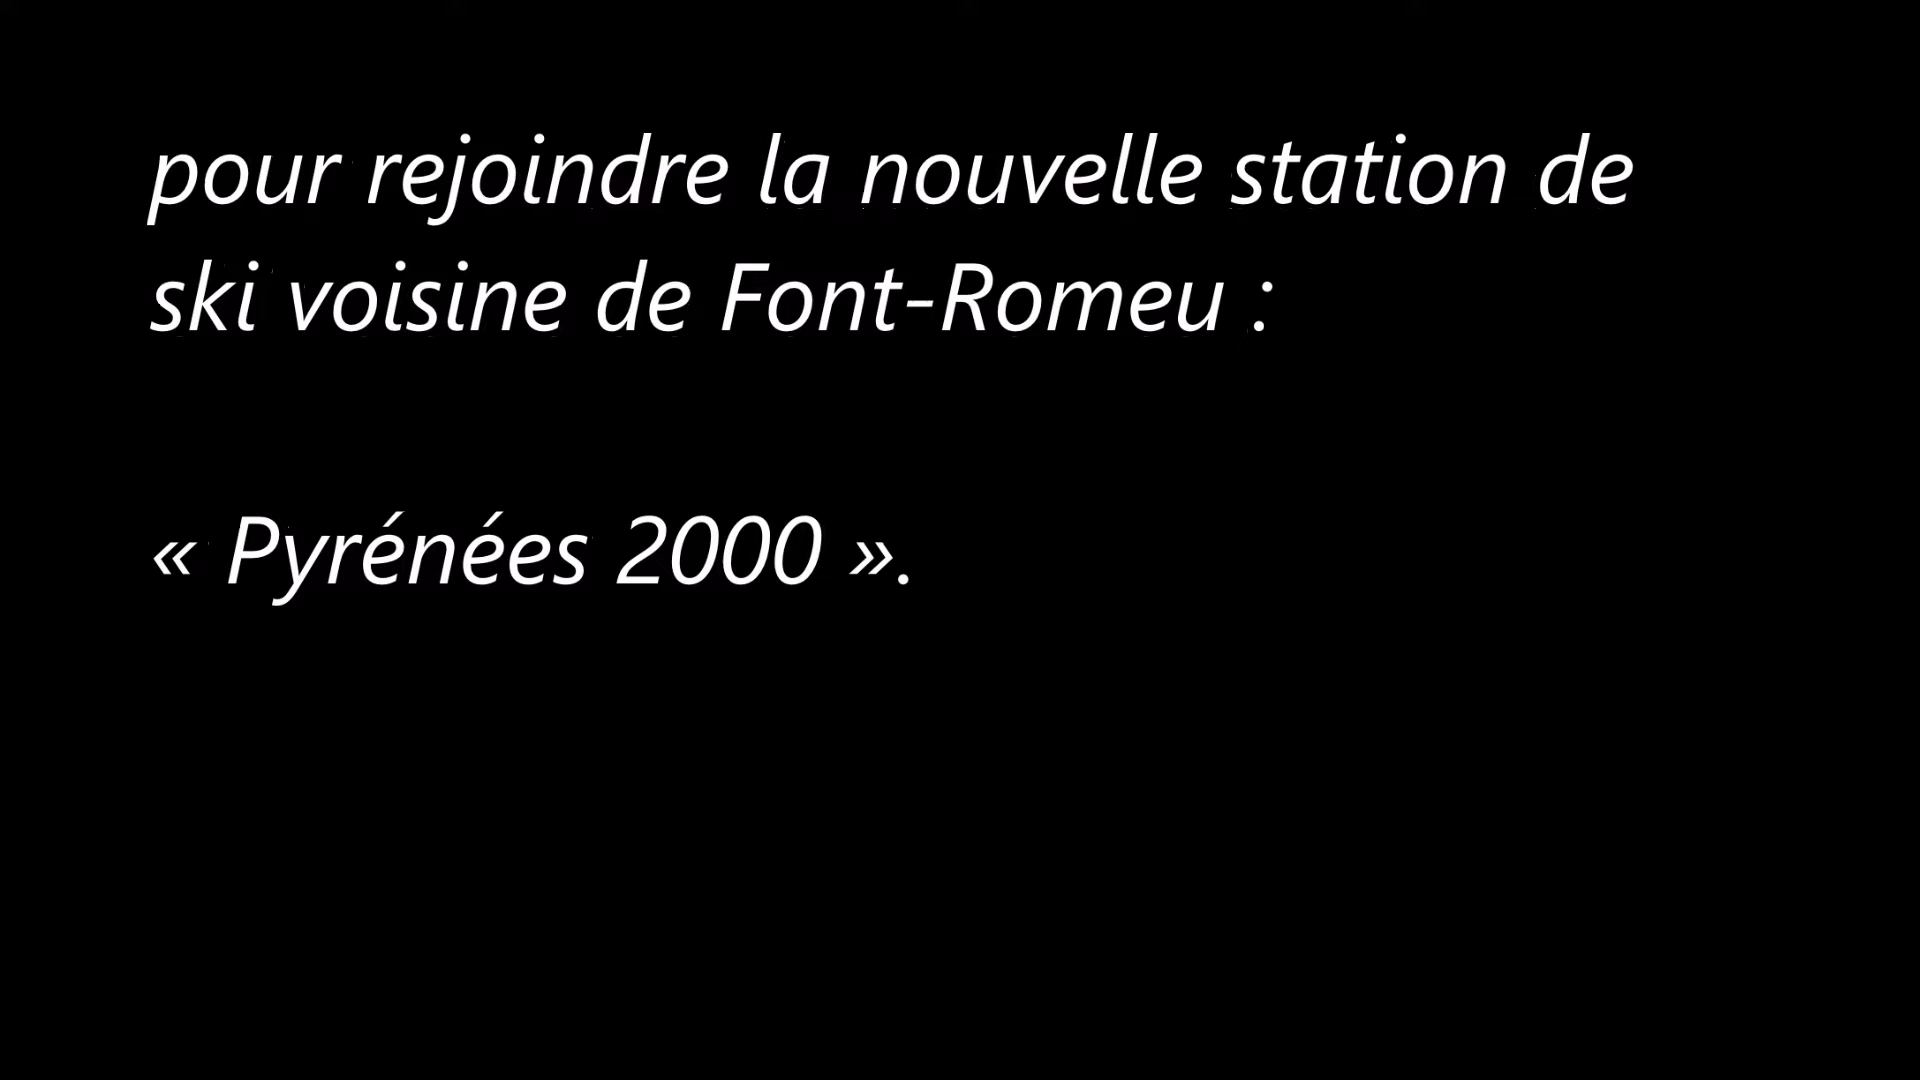 pour rejoindre la nouvelle station de
ski voisine de Font-Romeu :
« Pyrénées 2000 ».